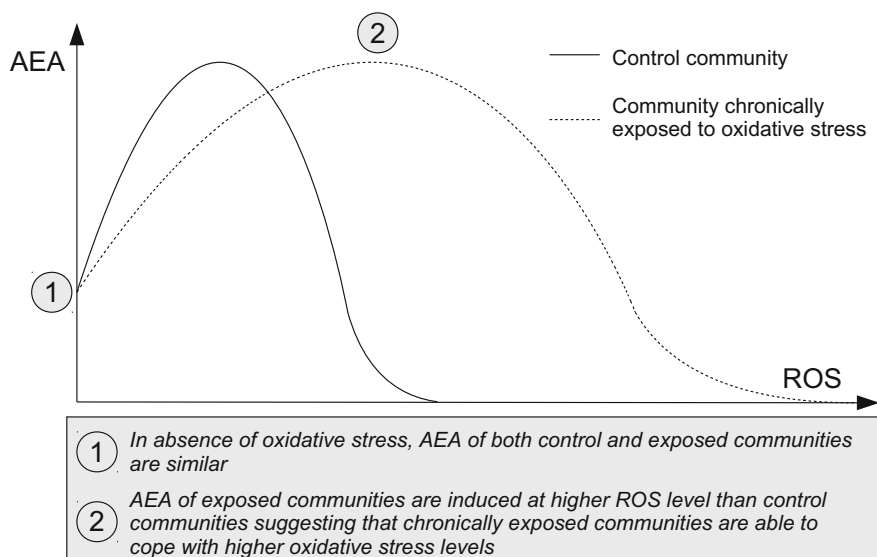 2
AEA
Control community
Community chronically
exposed to oxidative stress
1
ROS
1
In absence of oxidative stress, AEA of both control and exposed communities
are similar
2
AEA of exposed communities are induced at higher ROS level than control
communities suggesting that chronically exposed communities are able to
cope with higher oxidative stress levels